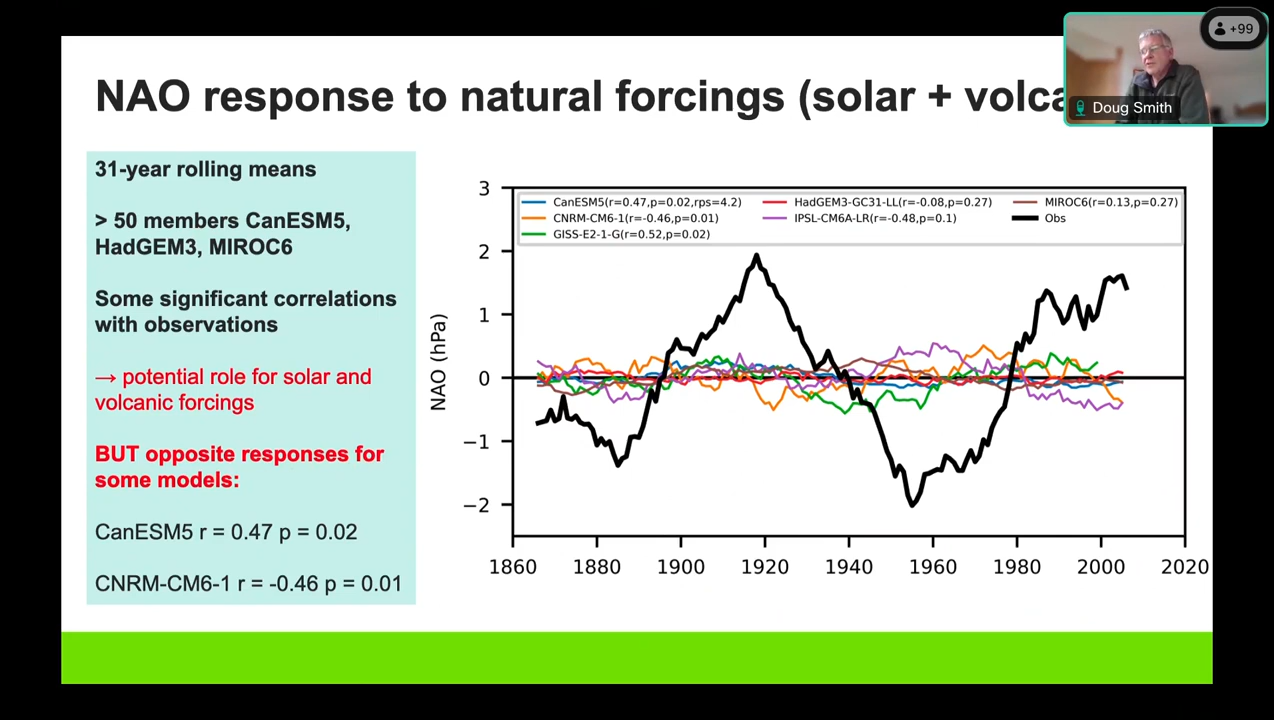 NAO response to natural forcings (solar + volca
+99
Doug Smith
31-year rolling means
> 50 members CanESM5,
HadGEM3, MIROC6
Some significant correlations
with observations
→ potential role for solar and
volcanic forcings
BUT opposite responses for
some models:
CanESM5 r = 0.47 p = 0.02
CNRM-CM6-1 r = -0.46 p = 0.01
CanESM5(r=0.47,p=0.02,rps=4.2)
CNRM-CM6-1(r=-0.46,p=0.01)
GISS-E2-1-G(r=0.52,p=0.02)
HadGEM3-GC31-LL(r=-0.08,p=0.27)
IPSL-CM6A-LR(r=-0.48,p=0.1)
MIROC6(r=0.13,p=0.27)
Obs
NAO (hPa)
3
2
1
0
−1
−2
1860 1880 1900 1920 1940 1960 1980 2000 2020